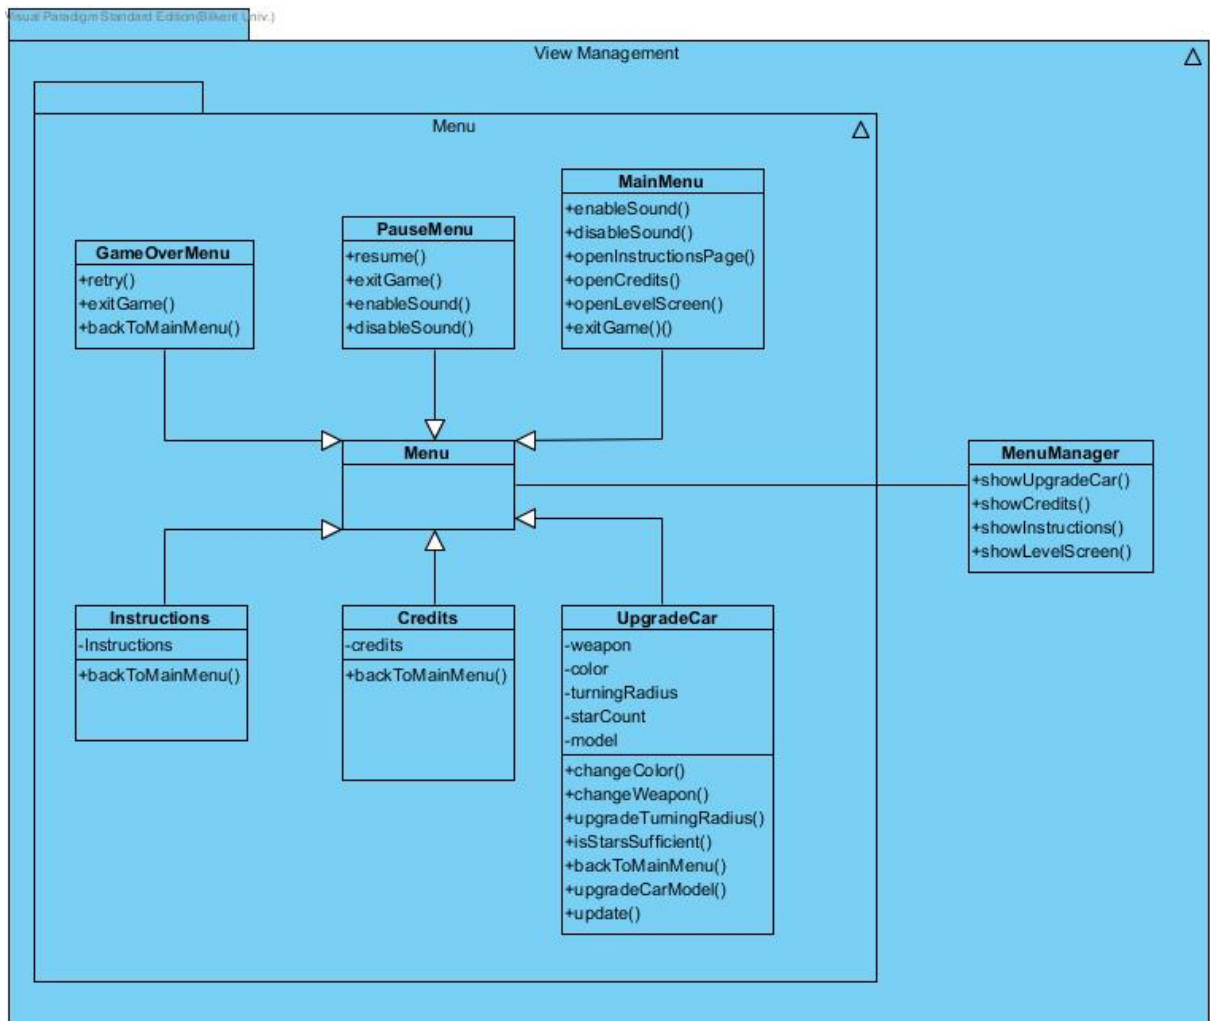 Visual Paradigm Standard Edition(Bilkent Univ.)
View Management
Menu
MainMenu
+enableSound()
+disableSound()
+openInstructionsPage()
+openCredits()
+openLevelScreen()
+exitGame()()
PauseMenu
+resume()
+exitGame()
+enableSound()
+disableSound()
GameOverMenu
+retry()
+exitGame()
+backToMainMenu()
Menu
MenuManager
+showUpgradeCar()
+showCredits()
+showInstructions()
+showLevelScreen()
Instructions
-Instructions
+backToMainMenu()
Credits
-credits
+backToMainMenu()
UpgradeCar
-weapon
-color
-turningRadius
-starCount
-model
+changeColor()
+changeWeapon()
+upgradeTurningRadius()
+isStarsSufficient()
+backToMainMenu()
+upgradeCarModel()
+update()